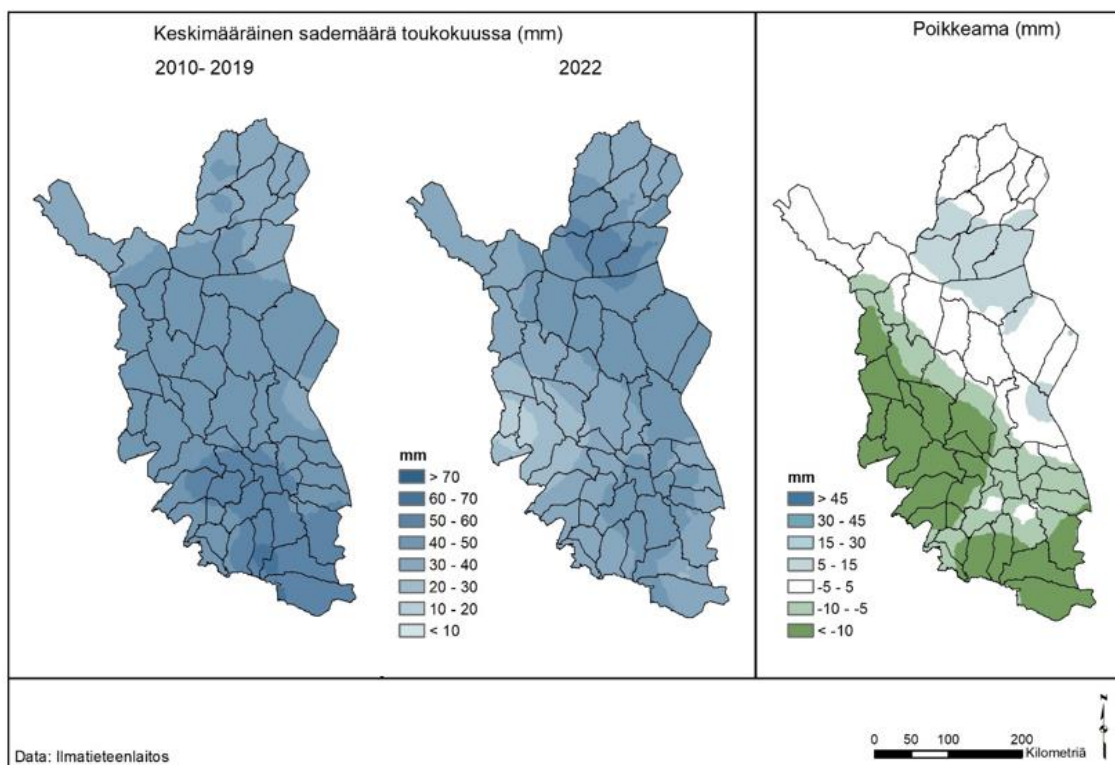 Keskimääräinen sademäärä toukokuussa (mm)
2010- 2019
2022
Poikkeama (mm)
mm
> 70
60 - 70
50 - 60
40 - 50
30 - 40
20 - 30
10 - 20
< 10
mm
> 45
30 - 45
15 - 30
5 - 15
-5 - 5
-10 - -5
< -10
Data: Ilmatieteenlaitos
0 50 100 200
Kilometriä